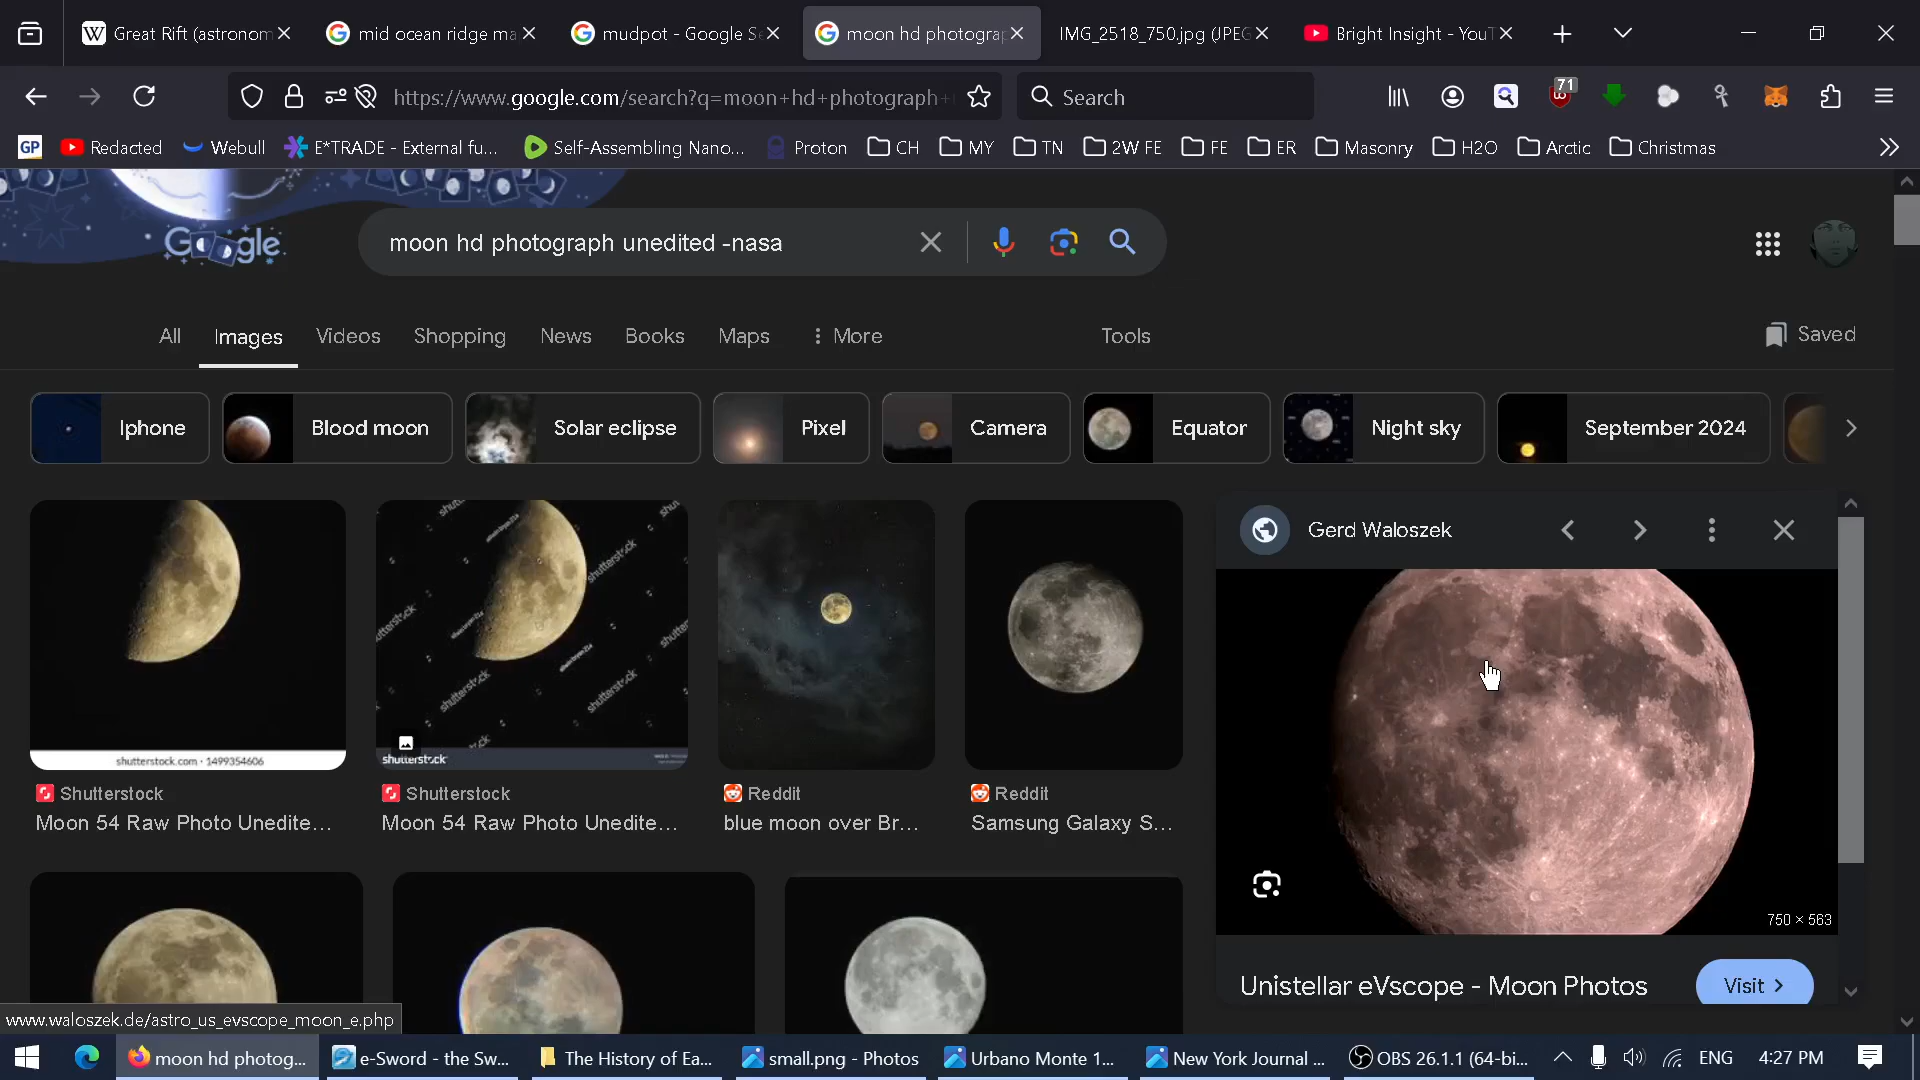 Great Rift (astronom
mid ocean ridge ma
mudpot - Google Se
moon hd photograp
IMG_2518_750.jpg (JPEG
Bright Insight - YouT
https://www.google.com/search?q=moon+hd+photograph+
Search
71
GP
Redacted
Webull
E*TRADE - External fu...
Self-Assembling Nano...
Proton
CH
MY
TN
2W FE
FE
ER
Masonry
H2O
Arctic
Christmas
Google
moon hd photograph unedited -nasa
All
Images
Videos
Shopping
News
Books
Maps
More
Tools
Saved
Iphone
Blood moon
Solar eclipse
Pixel
Camera
Equator
Night sky
September 2024
shutterstock.com · 1499354606
Shutterstock
Moon 54 Raw Photo Unedite...
shutterstock
Shutterstock
Moon 54 Raw Photo Unedite...
Reddit
blue moon over Br...
Reddit
Samsung Galaxy S...
Gerd Waloszek
750 × 563
Unistellar eVscope - Moon Photos
Visit
www.waloszek.de/astro_us_evscope_moon_e.php
moon hd photog...
e-Sword - the Sw...
The History of Ea...
small.png - Photos
Urbano Monte 1...
New York Journal ...
OBS 26.1.1 (64-bi...
ENG
4:27 PM